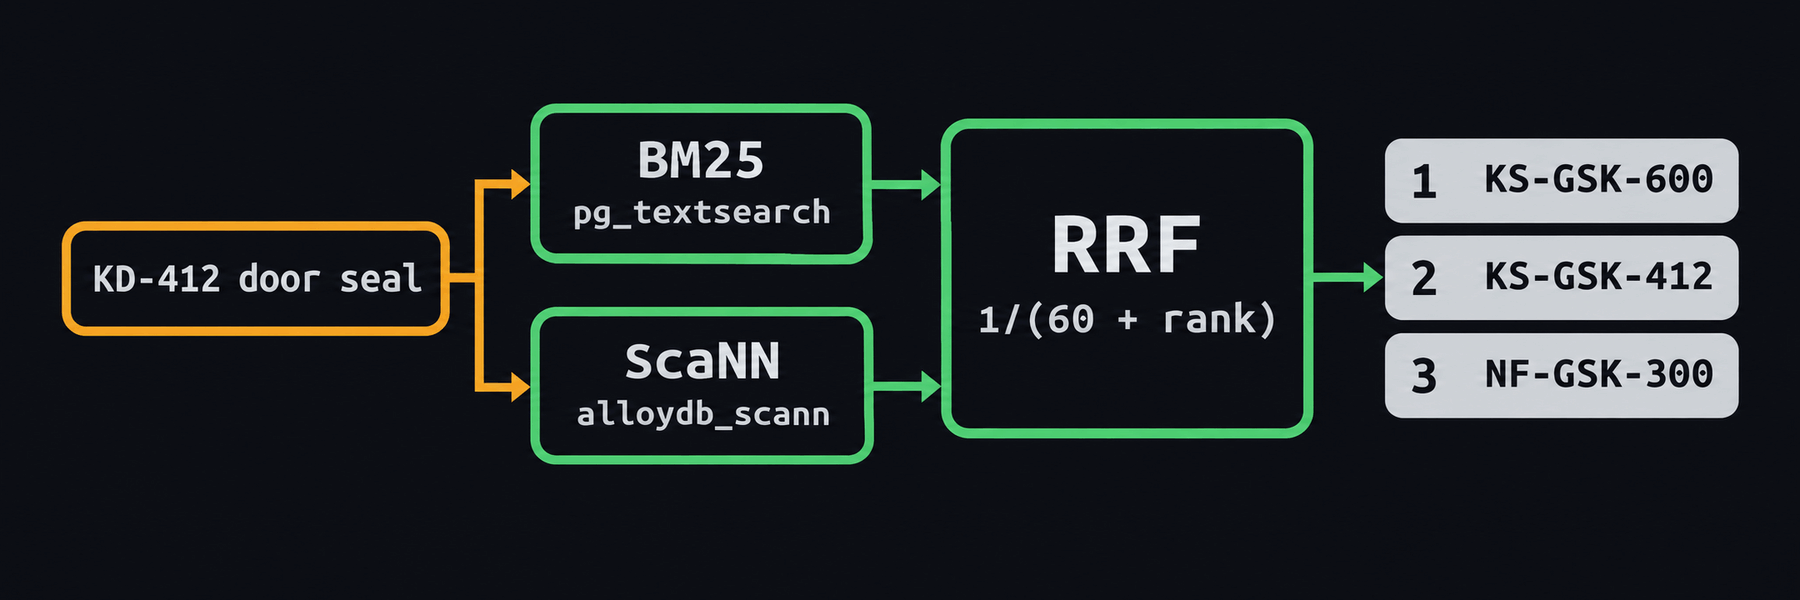 KD-412 door seal
BM25
pg_textsearch
ScaNN
alloydb_scann
RRF
1/(60 + rank)
1 KS-GSK-600
2 KS-GSK-412
3 NF-GSK-300